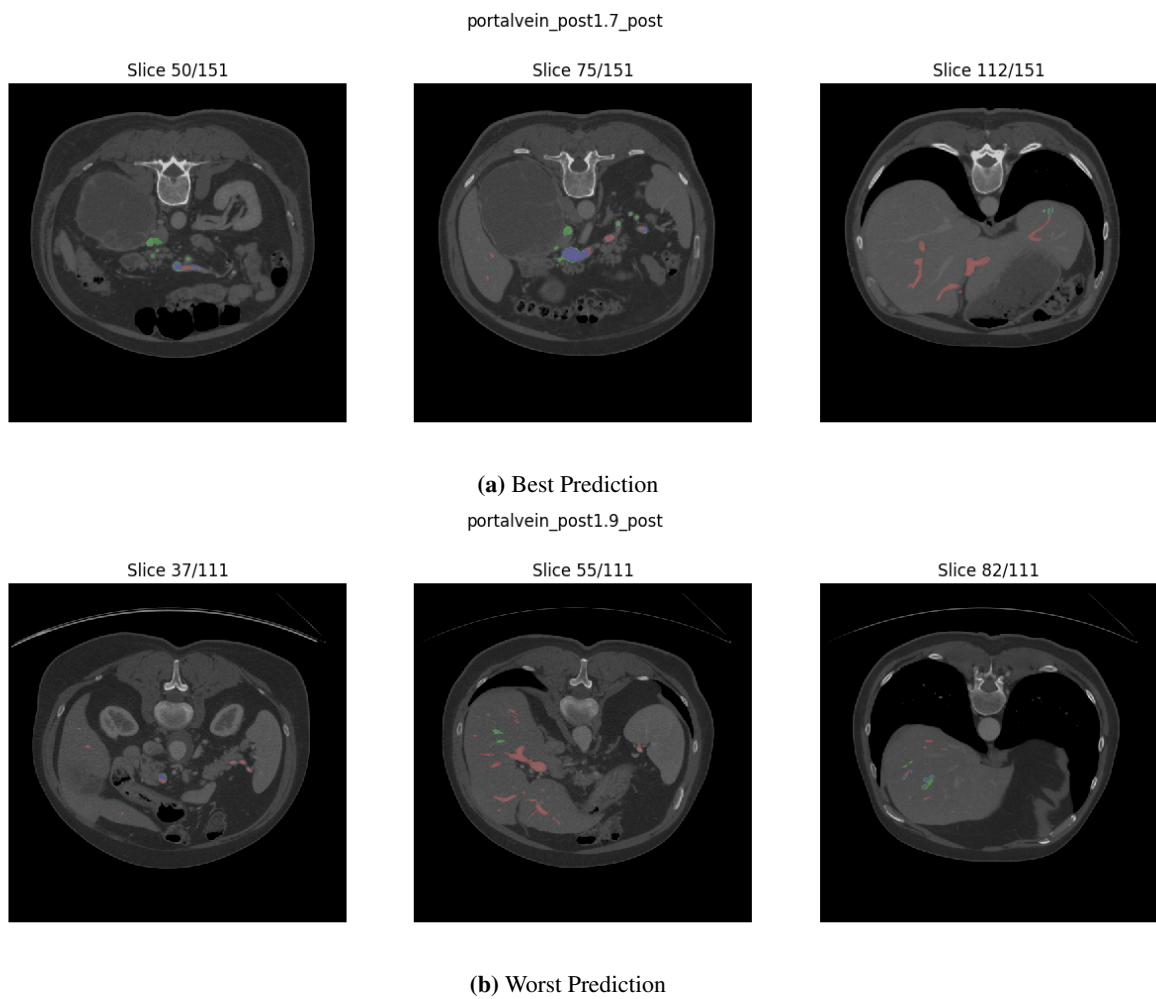 portalvein_post1.7_post
Slice 50/151
Slice 75/151
Slice 112/151
(a) Best Prediction
portalvein_post1.9_post
Slice 37/111
Slice 55/111
Slice 82/111
(b) Worst Prediction